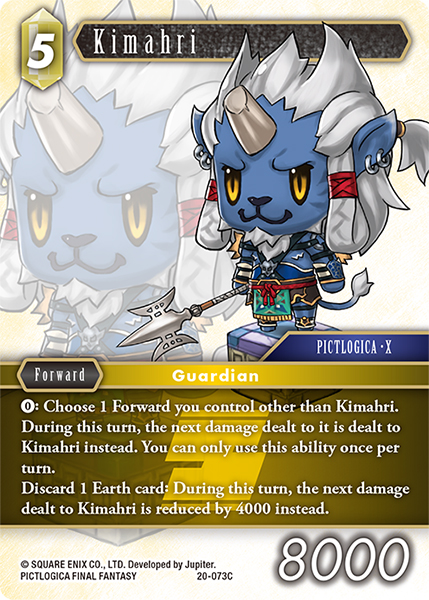 5 Kimahri
PICTLOGICA · X
Forward
Guardian
0: Choose 1 Forward you control other than Kimahri.
During this turn, the next damage dealt to it is dealt to
Kimahri instead. You can only use this ability once per
turn.
Discard 1 Earth card: During this turn, the next damage
dealt to Kimahri is reduced by 4000 instead.
© SQUARE ENIX CO., LTD. Developed by Jupiter.
PICTLOGICA FINAL FANTASY 20-073C
8000